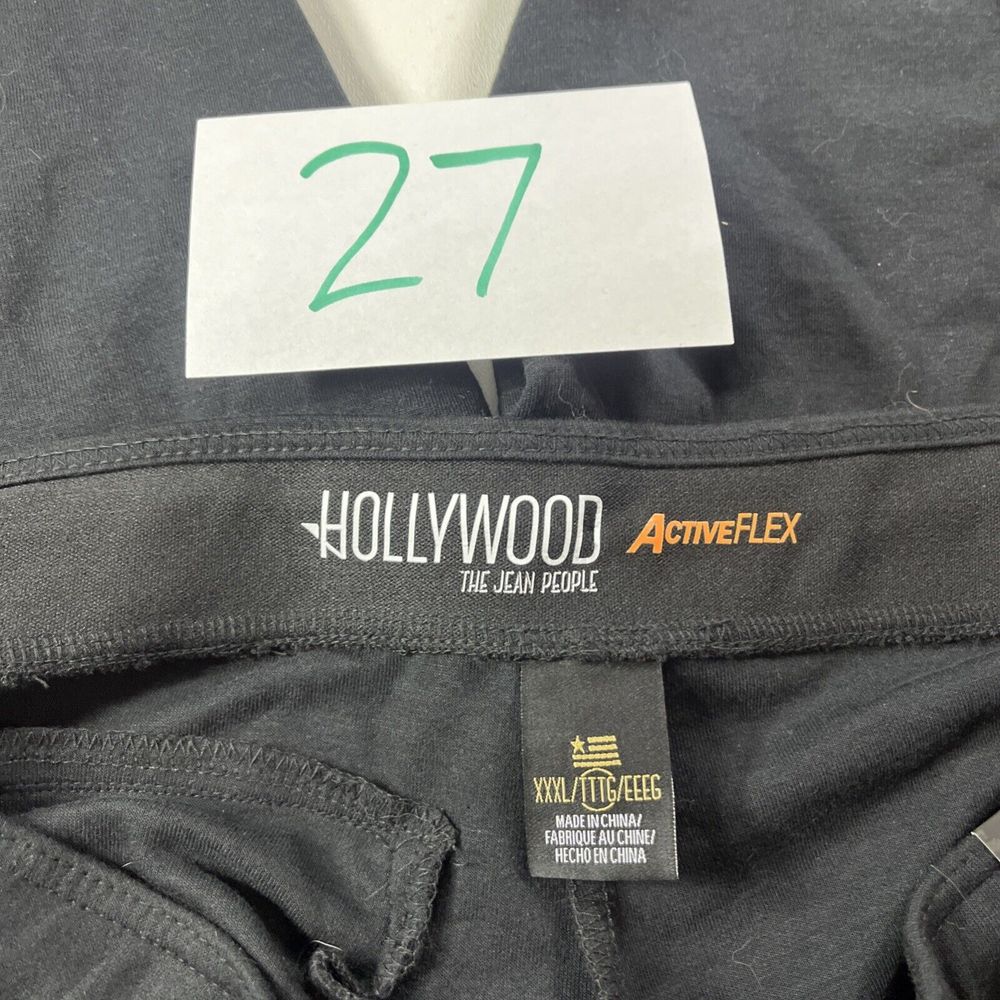 27
HOLLYWOOD ACTIVEFLEX
THE JEAN PEOPLE
XXXL/TTTG/EEEG
MADE IN CHINA/
FABRIQUE AU CHINE/
HECHO EN CHINA